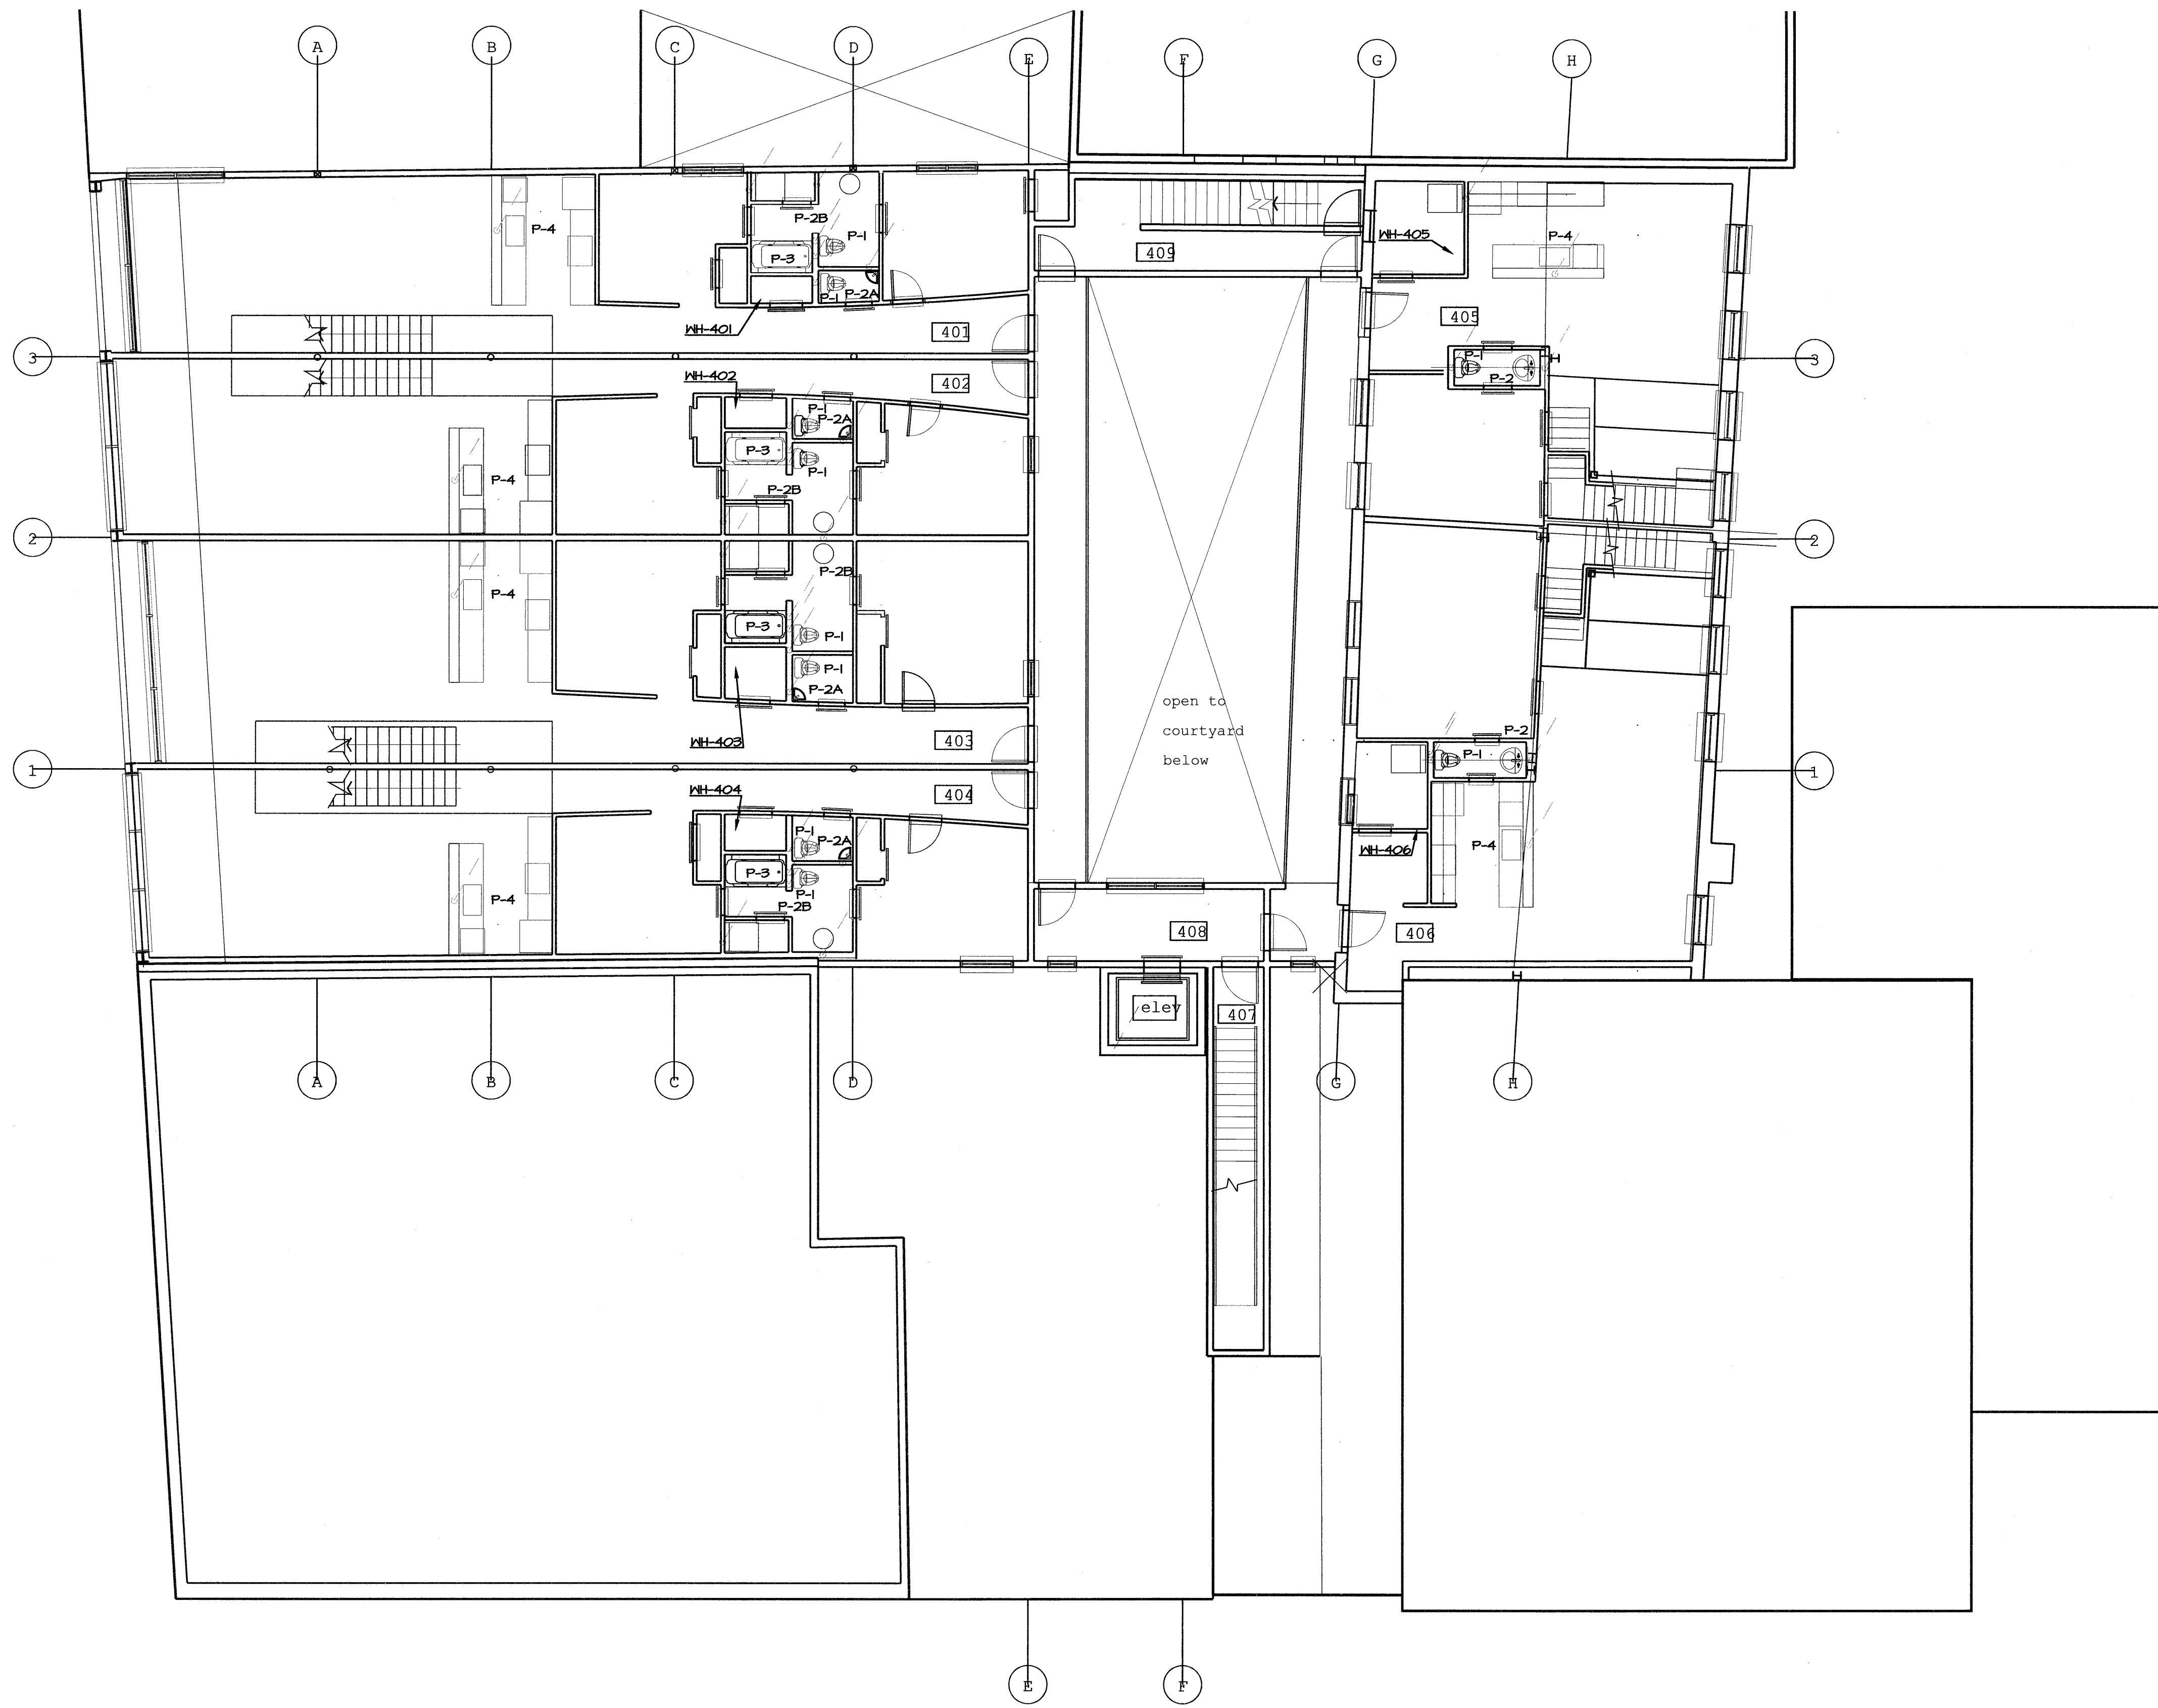 A
B
C
D
E
F
G
H
P-2B
P-4
P-1
WH-405
P-4
409
P-3
P-1
P-2A
405
WH-401
401
3
P-1
3
WH-402
402
P-2
P-1
P-2A
P-3
P-1
P-4
P-2B
2
2
P-2B
P-4
P-3
P-1
P-1
P-2A
open to
courtyard
below
P-2
WH-403
403
P-1
1
1
WH-404
404
P-1
P-2A
P-4
WH-406
P-3
P-1
P-4
P-2B
408
406
elev
407
A
B
C
D
G
H
E
F